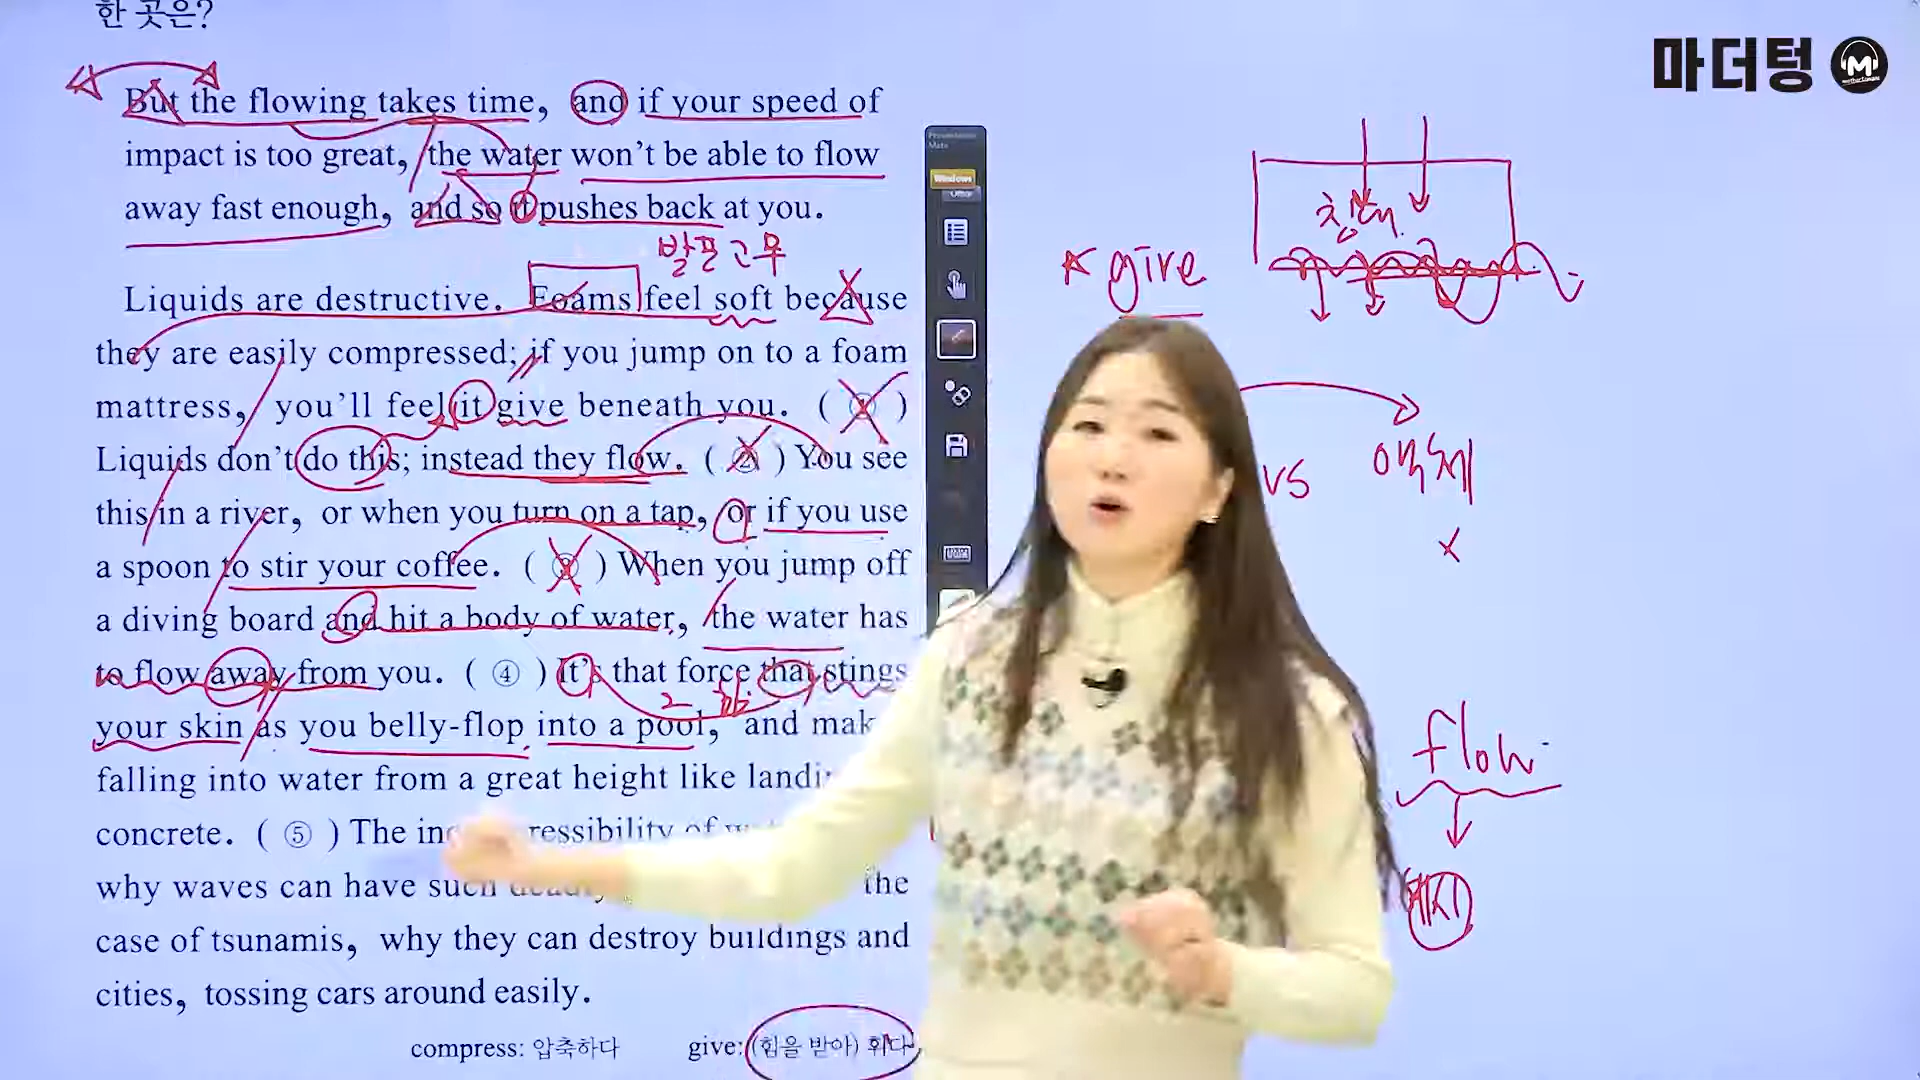 한 곳은?
마더텅
But the flowing takes time, and if your speed of
impact is too great, the water won't be able to flow
away fast enough, and so it pushes back at you.
발포고무
Liquids are destructive. Foams feel soft because
they are easily compressed; if you jump on to a foam
mattress, you'll feel it give beneath you. ( ① )
Liquids don't do this; instead they flow. ( ② ) You see
this in a river, or when you turn on a tap, or if you use
a spoon to stir your coffee. ( ③ ) When you jump off
a diving board and hit a body of water, the water has
to flow away from you. ( ④ ) It's that force that stings
your skin as you belly-flop into a pool, and mak
falling into water from a great height like landi
concrete. ( ⑤ ) The in ressibility of
why waves can have such the
case of tsunamis, why they can destroy buildings and
cities, tossing cars around easily.
compress: 압축하다 give: (힘을 받아) 휘다
Windows
침대
*give
vs
액체
x
flow